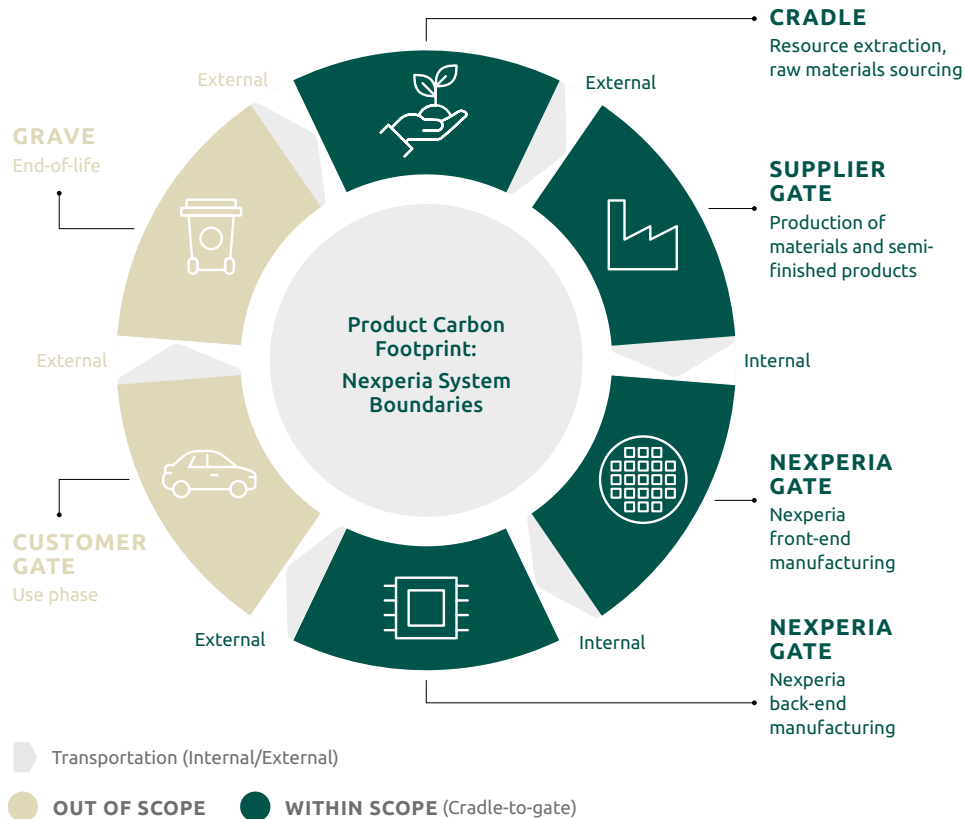 CRADLE
Resource extraction,
raw materials sourcing
External
External
GRAVE
End-of-life
SUPPLIER
GATE
Production of
materials and semi-
finished products
Product Carbon
Footprint:
Nexperia System
Boundaries
External
Internal
NEXPERIA
GATE
Nexperia
front-end
manufacturing
CUSTOMER
GATE
Use phase
External
Internal
NEXPERIA
GATE
Nexperia
back-end
manufacturing
Transportation (Internal/External)
OUT OF SCOPE
WITHIN SCOPE (Cradle-to-gate)